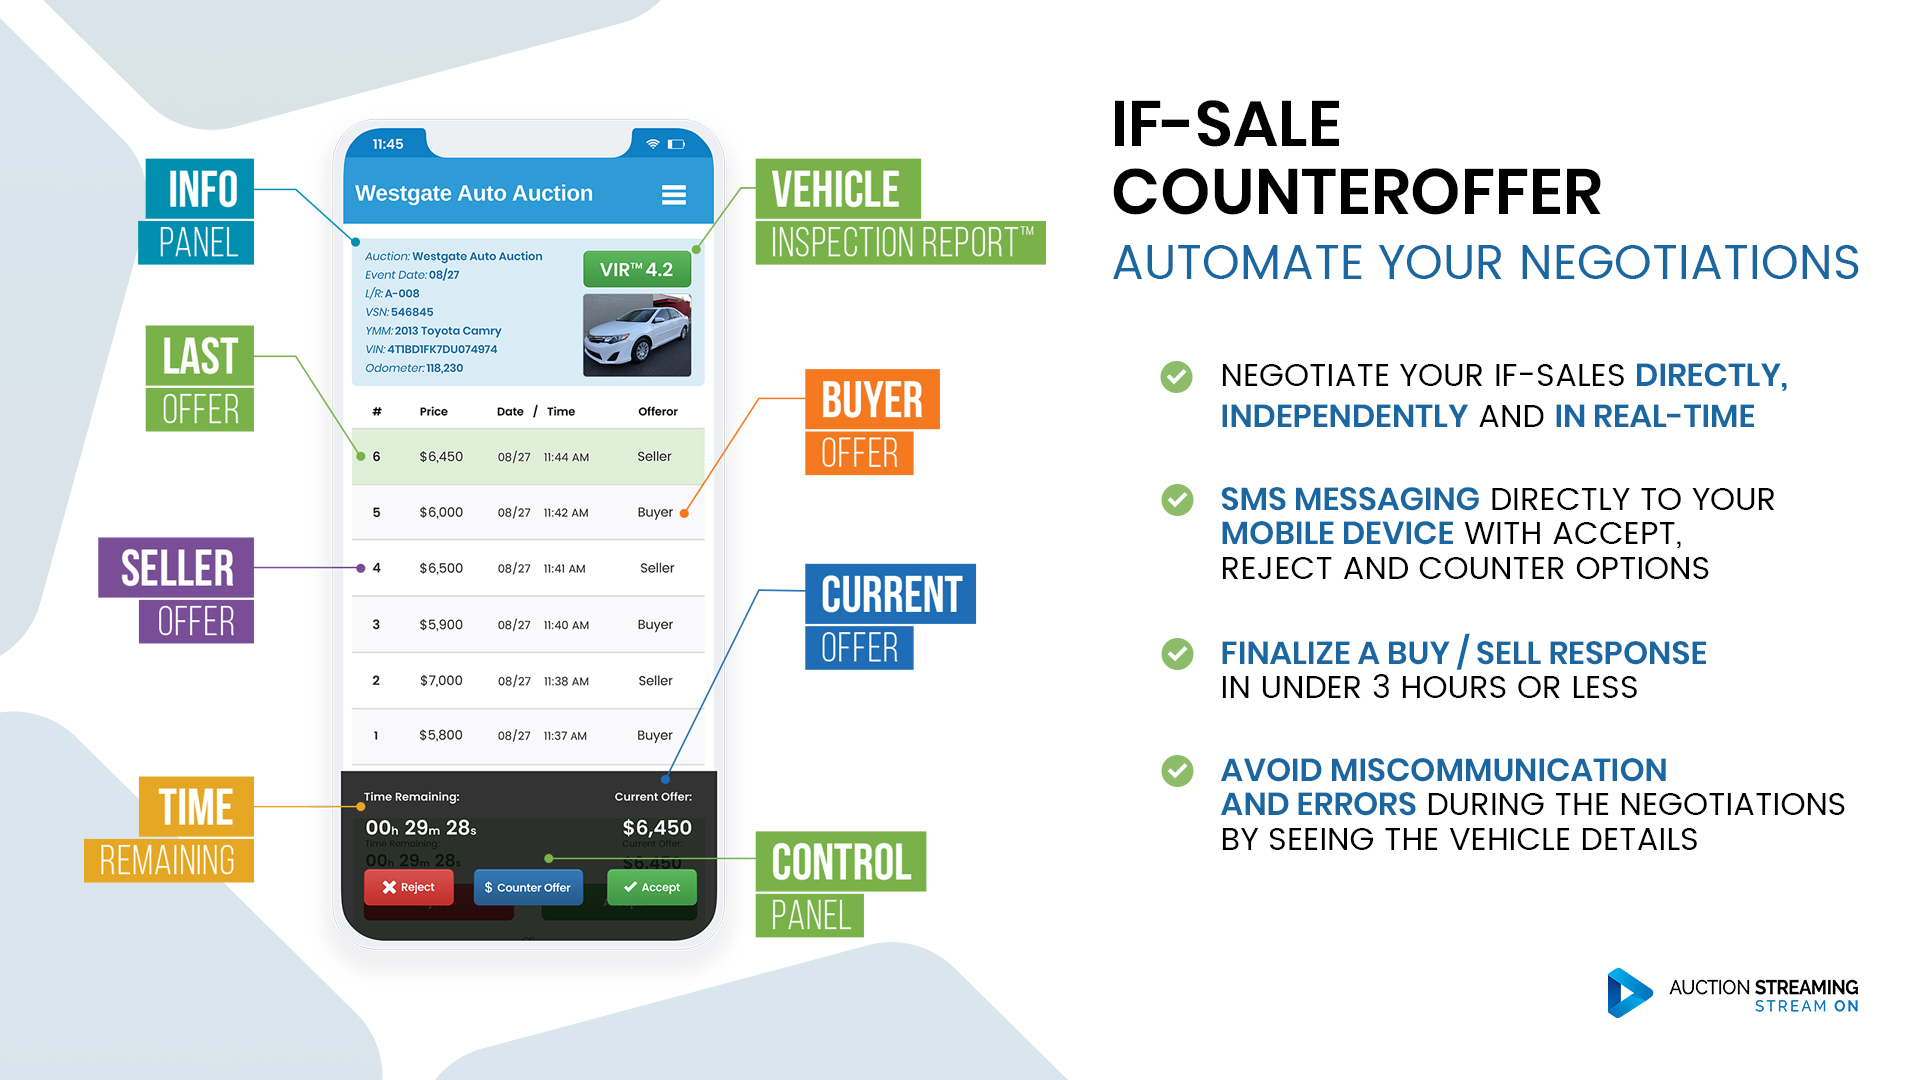 IF-SALE
COUNTEROFFER
AUTOMATE YOUR NEGOTIATIONS
NEGOTIATE YOUR IF-SALES DIRECTLY,
INDEPENDENTLY AND IN REAL-TIME
SMS MESSAGING DIRECTLY TO YOUR
MOBILE DEVICE WITH ACCEPT,
REJECT AND COUNTER OPTIONS
FINALIZE A BUY / SELL RESPONSE
IN UNDER 3 HOURS OR LESS
AVOID MISCOMMUNICATION
AND ERRORS DURING THE NEGOTIATIONS
BY SEEING THE VEHICLE DETAILS
AUCTION STREAMING
STREAM ON
INFO
PANEL
LAST
OFFER
SELLER
OFFER
TIME
REMAINING
11:45
Westgate Auto Auction
Auction: Westgate Auto Auction
Event Date: 08/27
L/R: A-008
VSN: 546845
YMM: 2013 Toyota Camry
VIN: 4T1BD1FK7DU074974
Odometer: 118,230
VIR™ 4.2
# Price Date / Time Offeror
6 $6,450 08/27 11:44 AM Seller
5 $6,000 08/27 11:42 AM Buyer
4 $6,500 08/27 11:41 AM Seller
3 $5,900 08/27 11:40 AM Buyer
2 $7,000 08/27 11:38 AM Seller
1 $5,800 08/27 11:37 AM Buyer
Time Remaining: Current Offer:
00h 29m 28s $6,450
Time Remaining: Current Offer:
00h 29m 28s $6,450
Reject $ Counter Offer Accept
VEHICLE
INSPECTION REPORT™
BUYER
OFFER
CURRENT
OFFER
CONTROL
PANEL